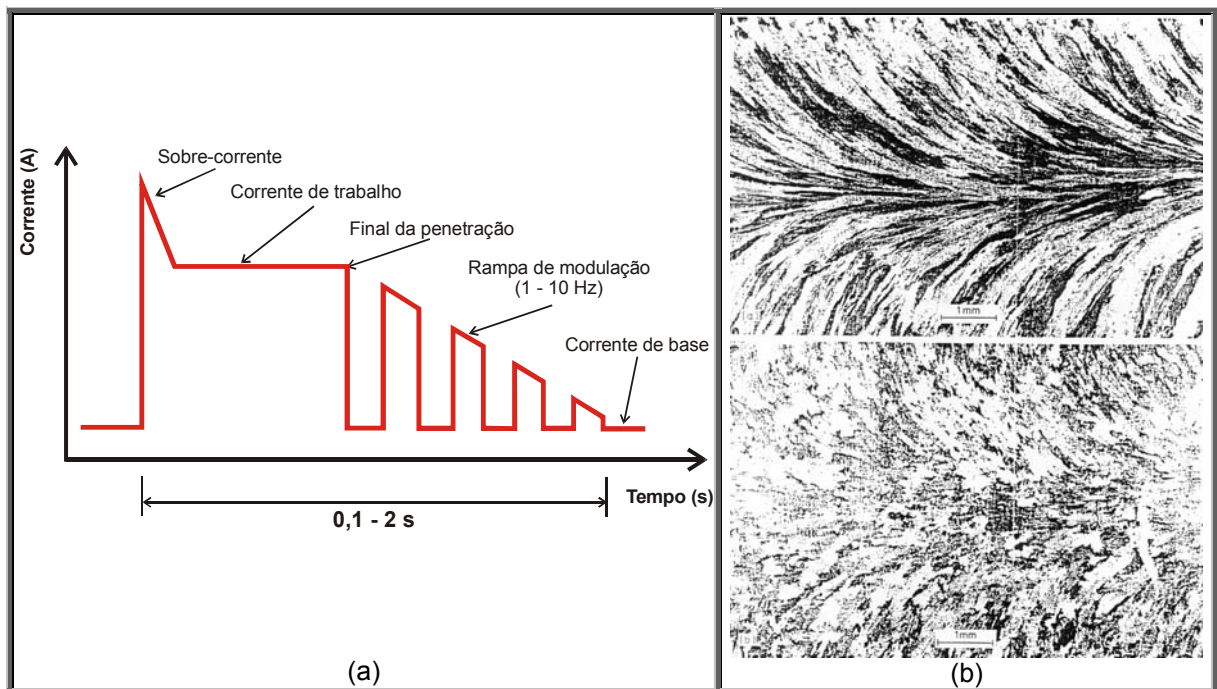 Corrente (A)
Sobre-corrente
Corrente de trabalho
Final da penetração
Rampa de modulação
(1 - 10 Hz)
Corrente de base
Tempo (s)
0,1 - 2 s
(a)
1mm
1mm
(b)